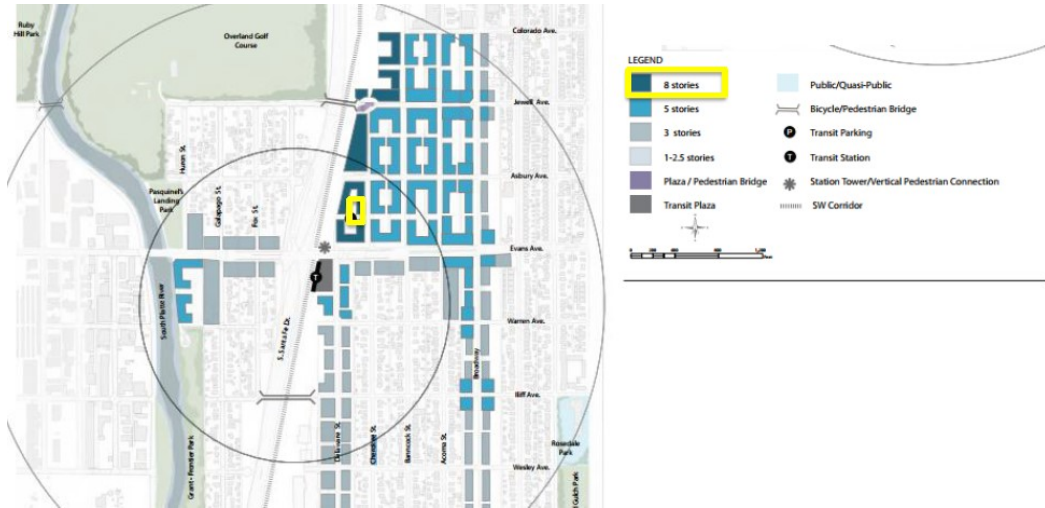 Ruby
Hill Park
Overland Golf
Course
Colorado Ave.
Jewell Ave.
Huron St.
Galapago St.
Fox St.
Pasquinel's
Landing
Park
Asbury Ave.
Evans Ave.
T
South Platte River
S. Santa Fe Dr.
Warren Ave.
Broadway
Iliff Ave.
Delaware St.
Cherokee St.
Bannock St.
Acoma St.
Rosedale
Park
Grant - Frontier Park
Wesley Ave.
Gulch Park
LEGEND
8 stories
5 stories
3 stories
1-2.5 stories
Plaza / Pedestrian Bridge
Transit Plaza
Public/Quasi-Public
Bicycle/Pedestrian Bridge
P Transit Parking
T Transit Station
Station Tower/Vertical Pedestrian Connection
SW Corridor